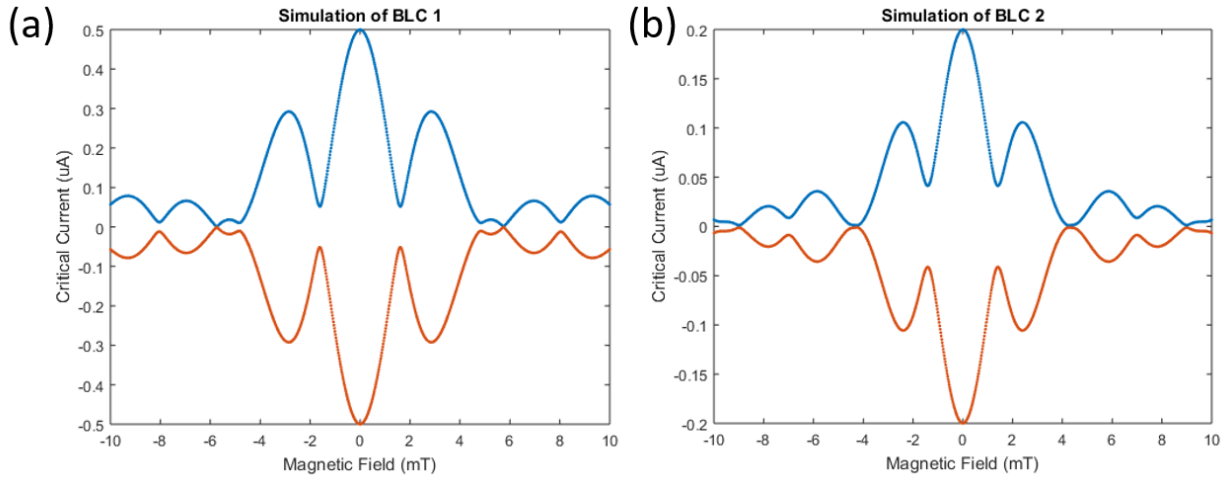 (a)
Simulation of BLC 1
0.5
0.4
0.3
0.2
0.1
0
-0.1
-0.2
-0.3
-0.4
-0.5
Critical Current (uA)
-10 -8 -6 -4 -2 0 2 4 6 8 10
Magnetic Field (mT)
(b)
Simulation of BLC 2
0.2
0.15
0.1
0.05
0
-0.05
-0.1
-0.15
-0.2
Critical Current (uA)
-10 -8 -6 -4 -2 0 2 4 6 8 10
Magnetic Field (mT)